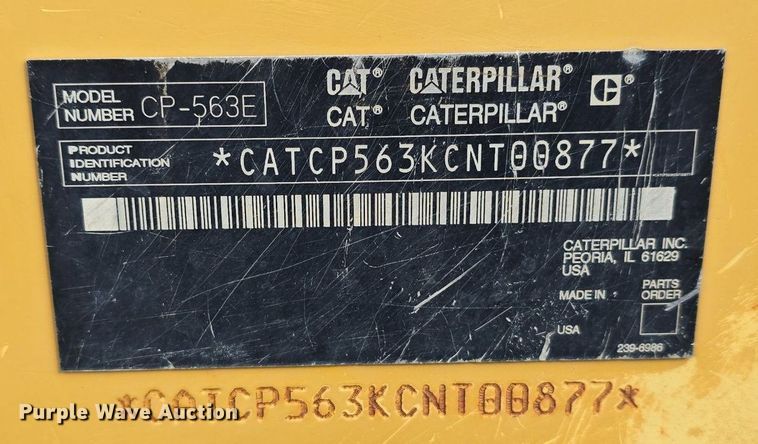 CAT® CATERPILLAR®
MODEL NUMBER CP-563E
CAT® CATERPILLAR® C ®
PRODUCT IDENTIFICATION NUMBER *CATCP563KCNT00877*
CATERPILLAR INC.
PEORIA, IL 61629
USA
MADE IN
PARTS ORDER
USA
239-6986
*CATCP563KCNT00877*
Purple Wave Auction